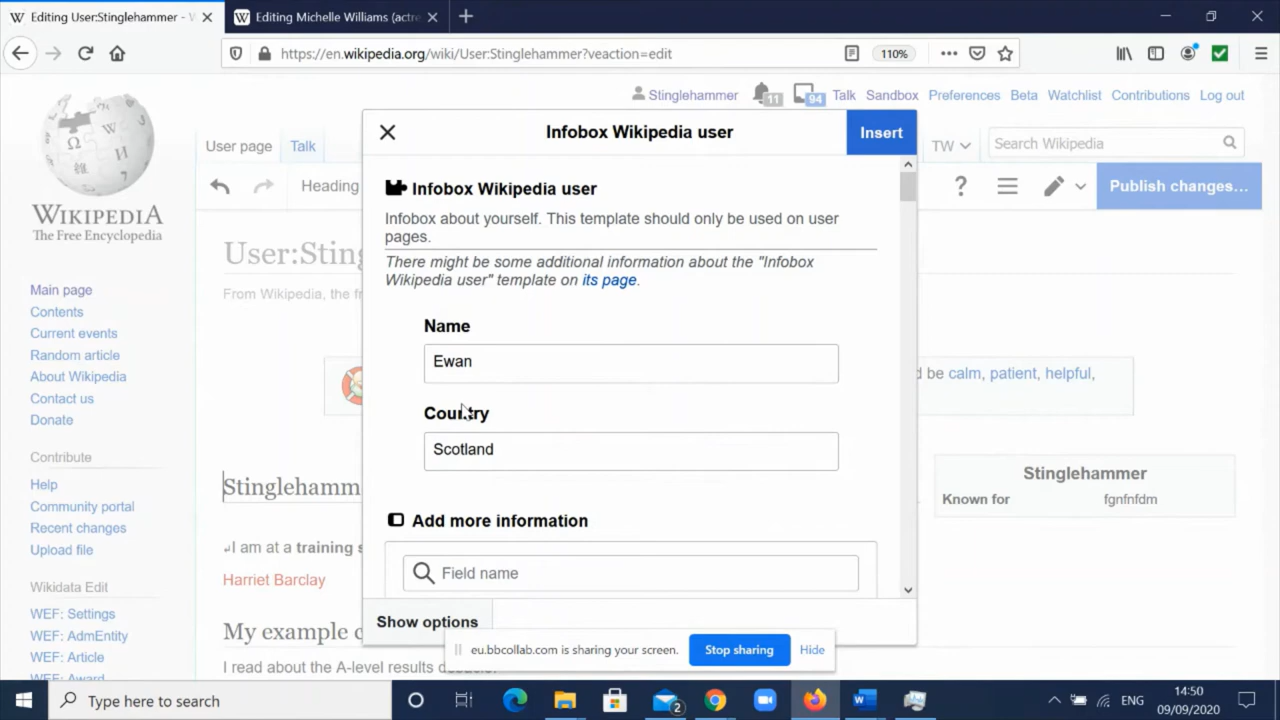 Editing User:Stinglehammer - W
Editing Michelle Williams (actre
https://en.wikipedia.org/wiki/User:Stinglehammer?veaction=edit
110%
Stinglehammer
11
94
Talk
Sandbox
Preferences
Beta
Watchlist
Contributions
Log out
WIKIPEDIA
The Free Encyclopedia
User page
Talk
TW
Search Wikipedia
Heading
Publish changes...
User:Sting
From Wikipedia, the fr
Main page
Contents
Current events
Random article
About Wikipedia
Contact us
Donate
Contribute
Help
Community portal
Recent changes
Upload file
Wikidata Edit
WEF: Settings
WEF: AdmEntity
WEF: Article
WEF: Award
Infobox Wikipedia user
Insert
Infobox Wikipedia user
Infobox about yourself. This template should only be used on user
pages.
There might be some additional information about the "Infobox
Wikipedia user" template on its page.
Name
Ewan
Country
Scotland
Add more information
Field name
Show options
d be calm, patient, helpful,
Stinglehammer
Known for fgnfnfdm
Stinglehamm
I am at a training s
Harriet Barclay
My example c
I read about the A-level results debacle.
eu.bbcollab.com is sharing your screen.
Stop sharing
Hide
Type here to search
2
ENG
14:50
09/09/2020